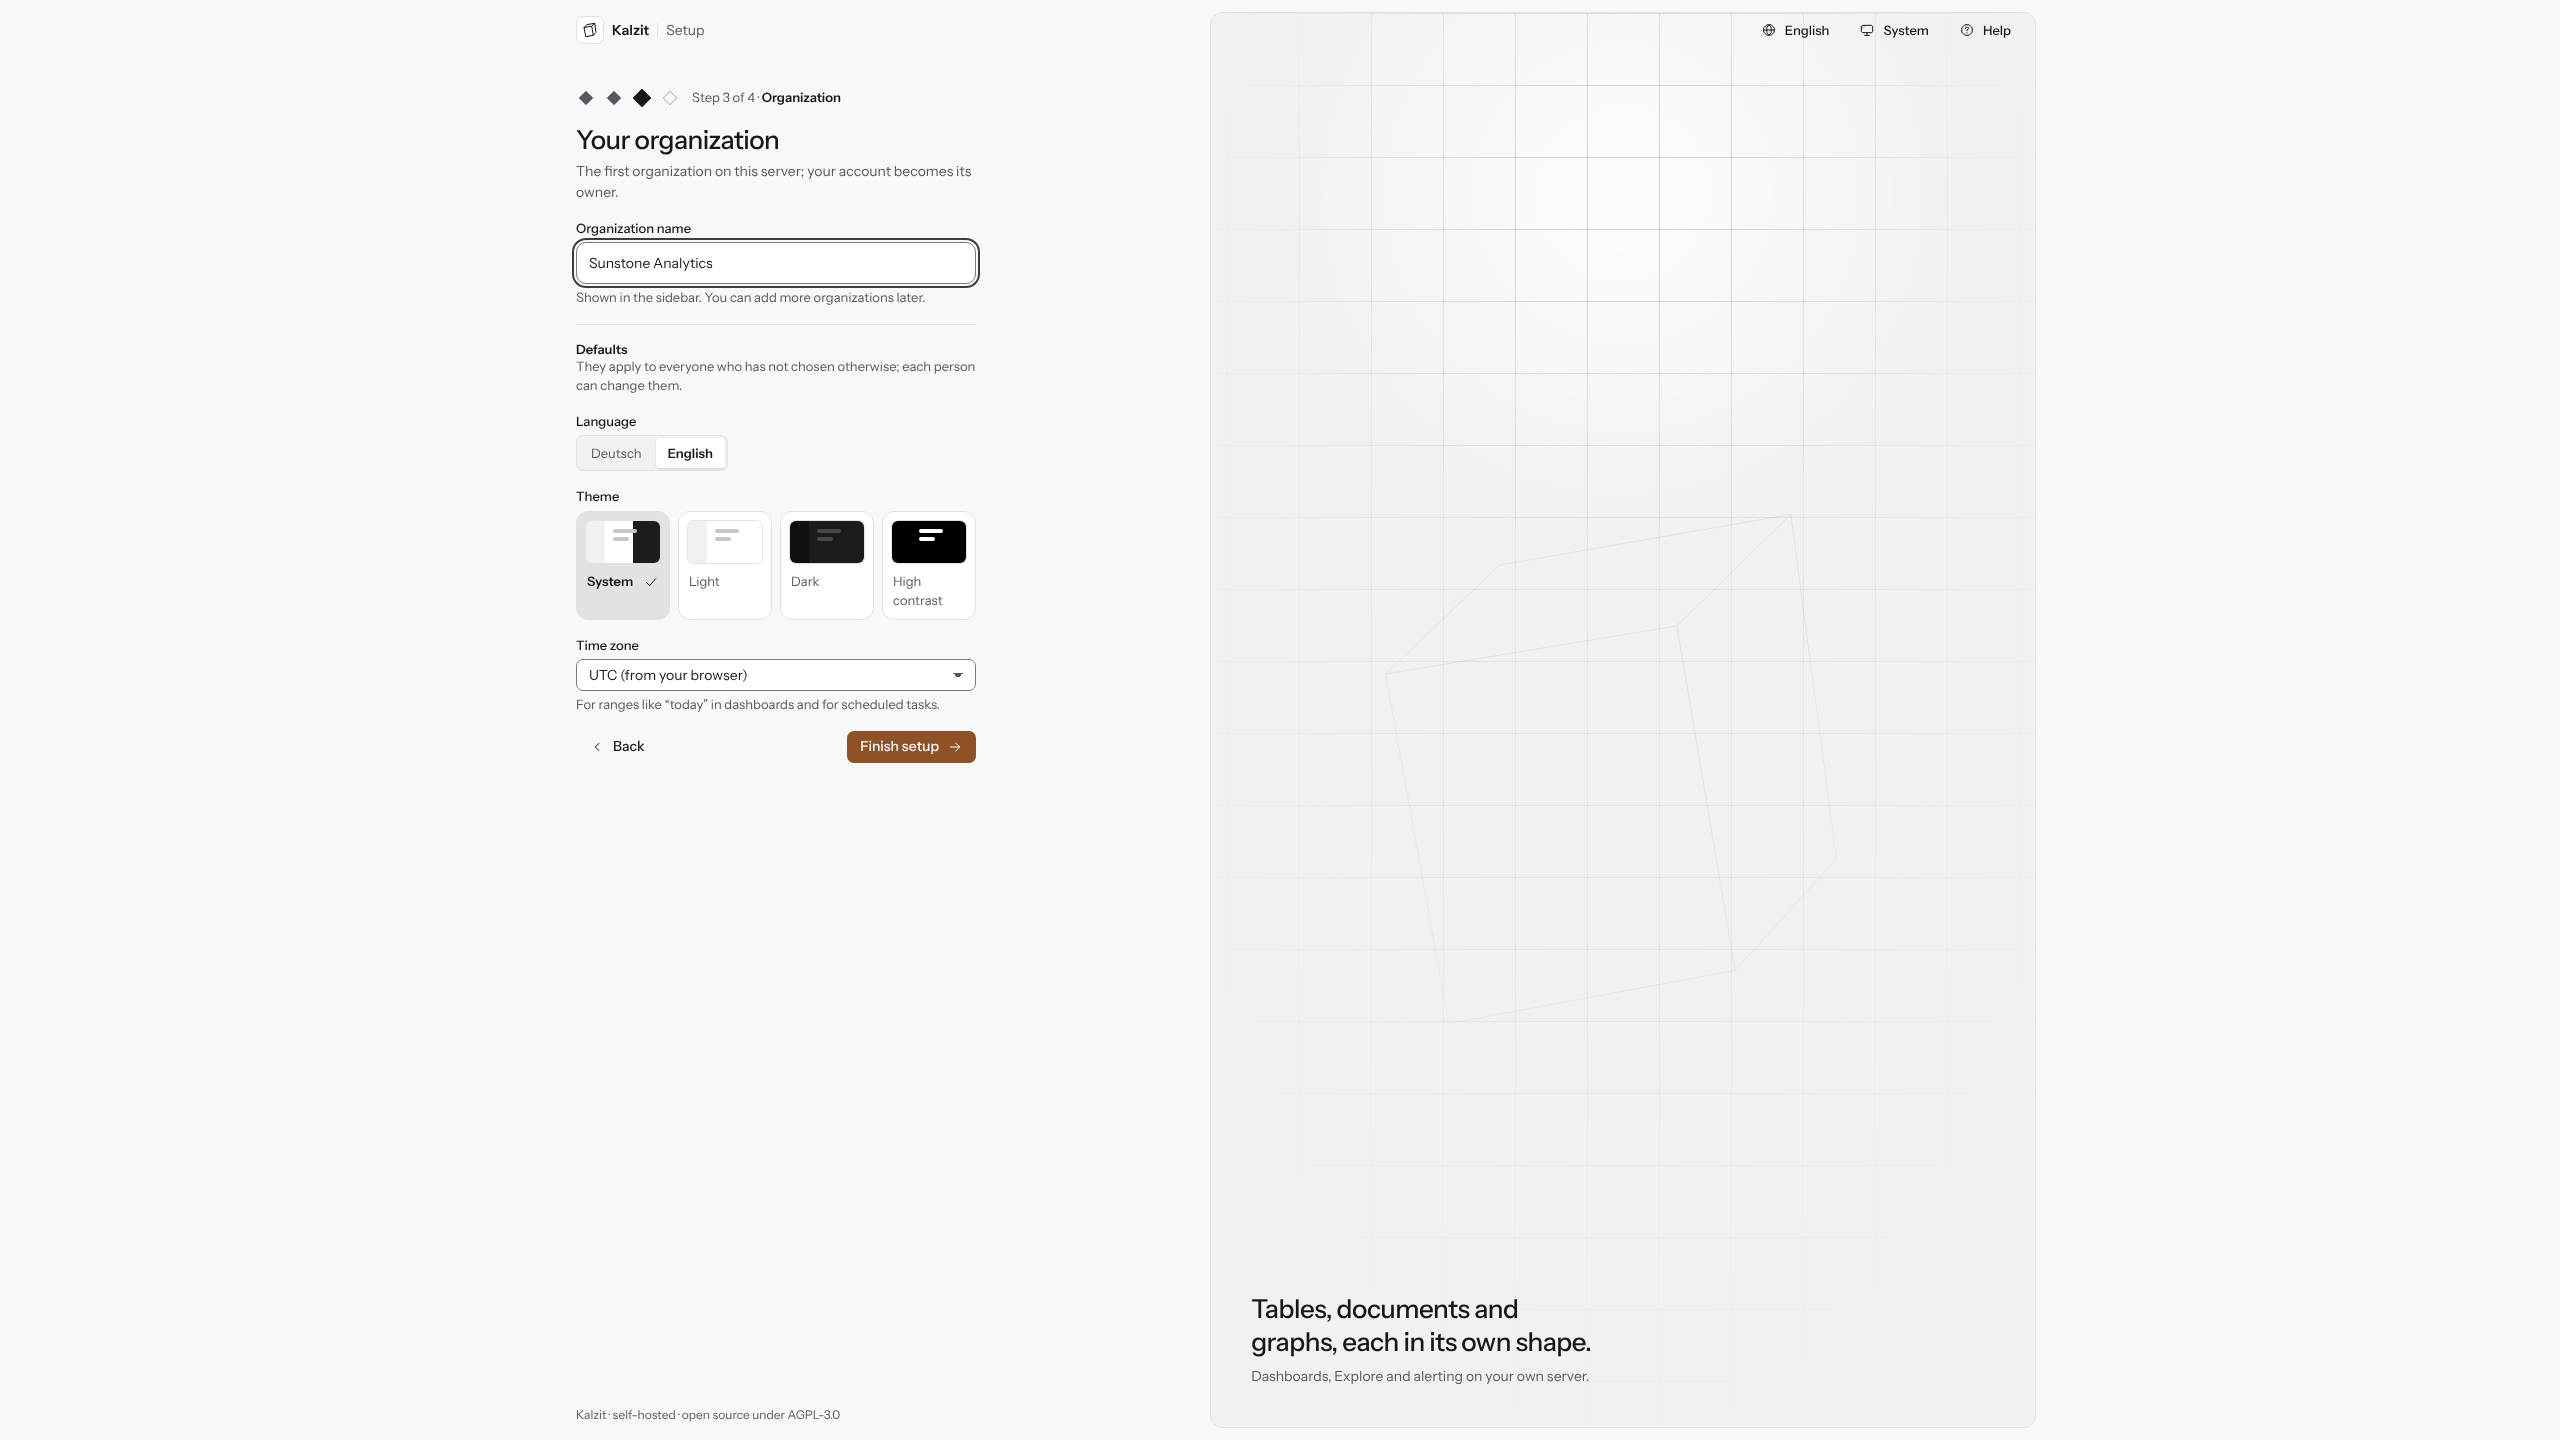 Kalzit
Setup
English
System
Help
Step 3 of 4 · Organization
Your organization
The first organization on this server; your account becomes its
owner.
Organization name
Sunstone Analytics
Shown in the sidebar. You can add more organizations later.
Defaults
They apply to everyone who has not chosen otherwise; each person
can change them.
Language
Deutsch
English
Theme
System
Light
Dark
High
contrast
Time zone
UTC (from your browser)
For ranges like “today” in dashboards and for scheduled tasks.
Back
Finish setup
Tables, documents and
graphs, each in its own shape.
Dashboards, Explore and alerting on your own server.
Kalzit · self-hosted · open source under AGPL-3.0